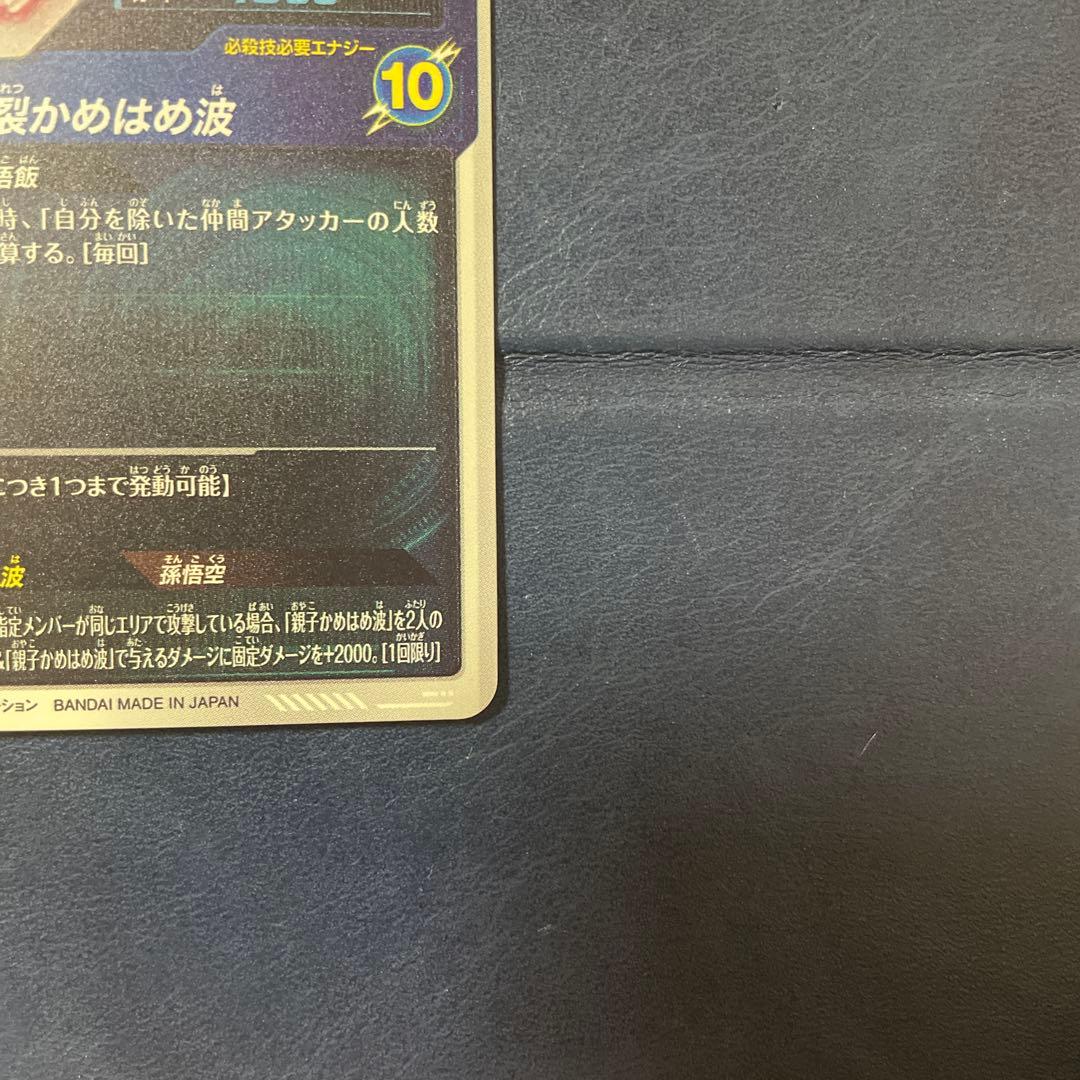 必殺技必要エナジー
10
裂かめはめ波
悟飯
時、「自分を除いた仲間アタッカーの人数
算する。[毎回]
につき1つまで発動可能】
波 孫悟空
指定メンバーが同じエリアで攻撃している場合、「親子かめはめ波」を2人の
&「親子かめはめ波」で与えるダメージに固定ダメージを+2000。[1回限り]
ーション BANDAI MADE IN JAPAN